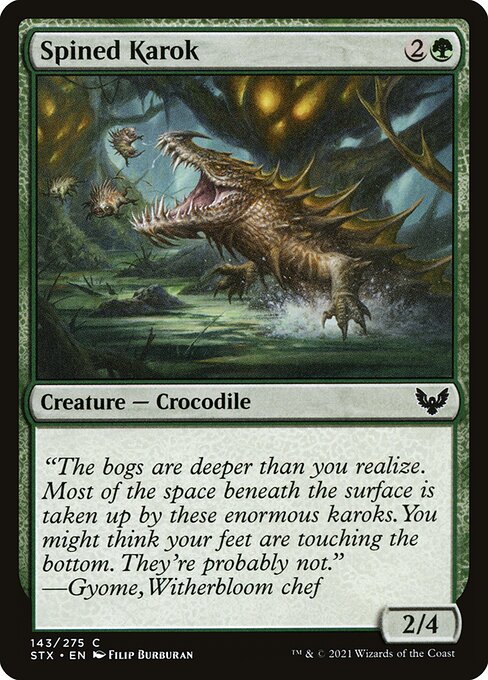 Spined Karok 2
Creature — Crocodile
“The bogs are deeper than you realize.
Most of the space beneath the surface is
taken up by these enormous karoks. You
might think your feet are touching the
bottom. They’re probably not.”
—Gyome, Witherbloom chef
2/4
143/275 C
STX • EN Filip Burburan
™ & © 2021 Wizards of the Coast